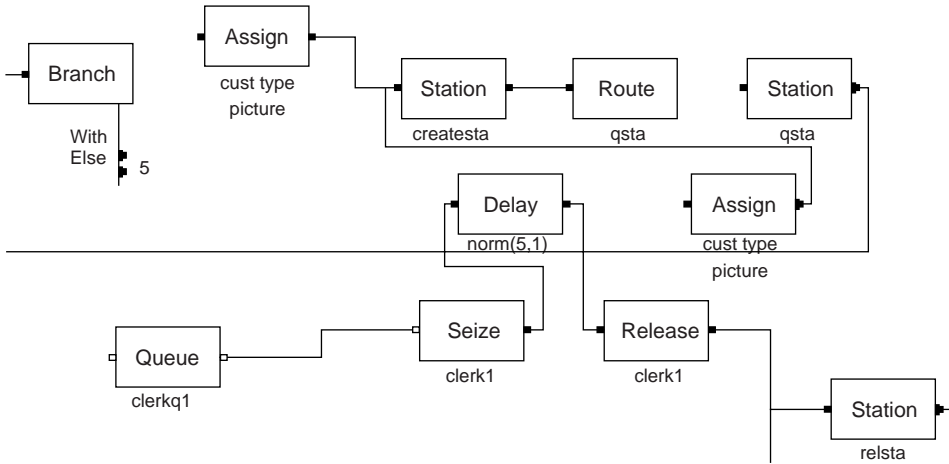 Assign
cust type
picture
Branch
With
Else
5
Station
createsta
Route
qsta
Station
qsta
Delay
norm(5,1)
Assign
cust type
picture
Queue
clerkq1
Seize
clerk1
Release
clerk1
Station
relsta